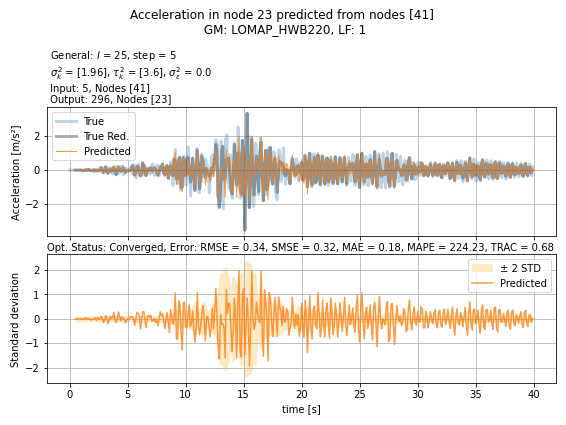 Acceleration in node 23 predicted from nodes [41]
GM: LOMAP_HWB220, LF: 1
General: l = 25, step = 5
σ²ₖ = [1.96], τ²ₖ = [3.6], σ²ε = 0.0
Input: 5, Nodes [41]
Output: 296, Nodes [23]
Acceleration [m/s²]
2
0
−2
True
True Red.
Predicted
Opt. Status: Converged, Error: RMSE = 0.34, SMSE = 0.32, MAE = 0.18, MAPE = 224.23, TRAC = 0.68
Standard deviation
2
1
0
−1
−2
± 2 STD
Predicted
0 5 10 15 20 25 30 35 40
time [s]